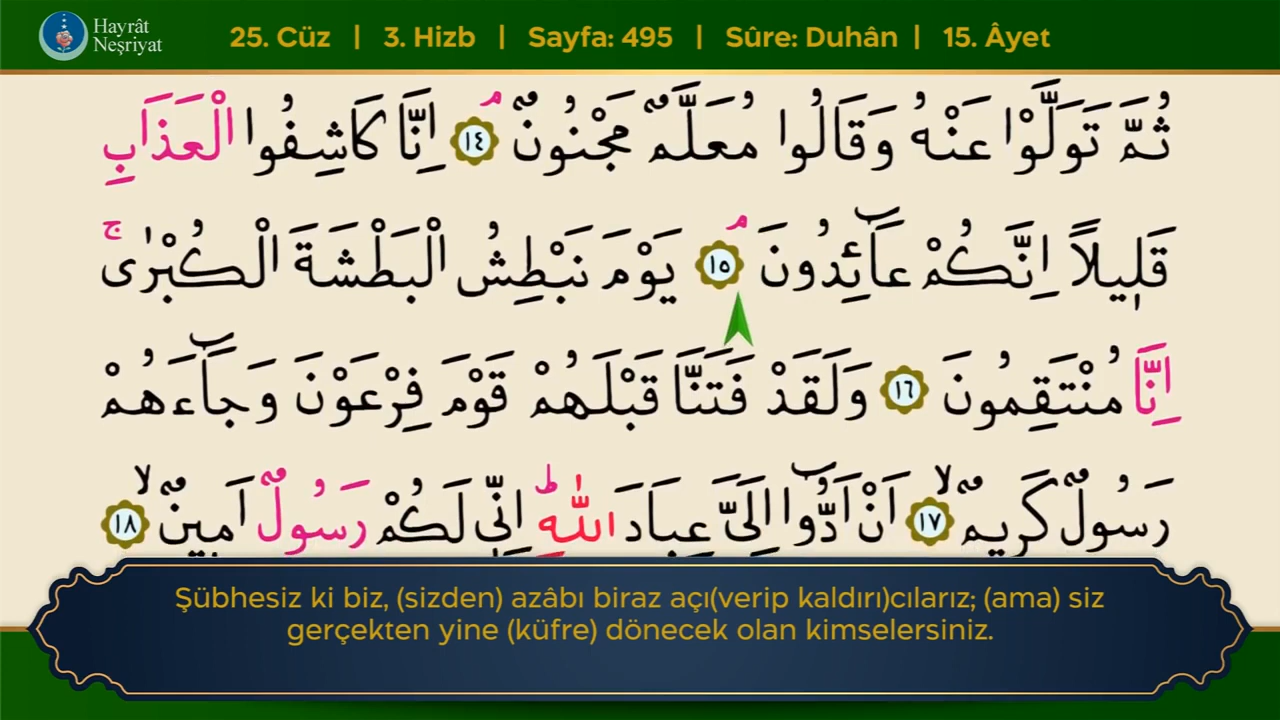 Hayrât
Neşriyat
25. Cüz | 3. Hizb | Sayfa: 495 | Sûre: Duhân | 15. Âyet
ثُمَّ تَوَلَّوْا عَنْهُ وَقَالُوا مُعَلَّمٌ مَجْنُونٌۢ ﴿١٤﴾ اِنَّا كَاشِفُوا الْعَذَابِ
قَلٖيلاً اِنَّكُمْ عَٓائِدُونَۢ ﴿١٥﴾ يَوْمَ نَبْطِشُ الْبَطْشَةَ الْكُبْرٰىۚ
اِنَّا مُنْتَقِمُونَ ﴿١٦﴾ وَلَقَدْ فَتَنَّا قَبْلَهُمْ قَوْمَ فِرْعَوْنَ وَجَٓاءَهُمْ
رَسُولٌ كَرٖيمٌۙ ﴿١٧﴾ اَنْ اَدُّٓوا اِلَيَّ عِبَادَ اللّٰهِؕ اِنّٖي لَكُمْ رَسُولٌ اَمٖينٌۙ ﴿١٨﴾
Şübhesiz ki biz, (sizden) azâbı biraz açı(verip kaldırı)cılarız; (ama) siz
gerçekten yine (küfre) dönecek olan kimselersiniz.